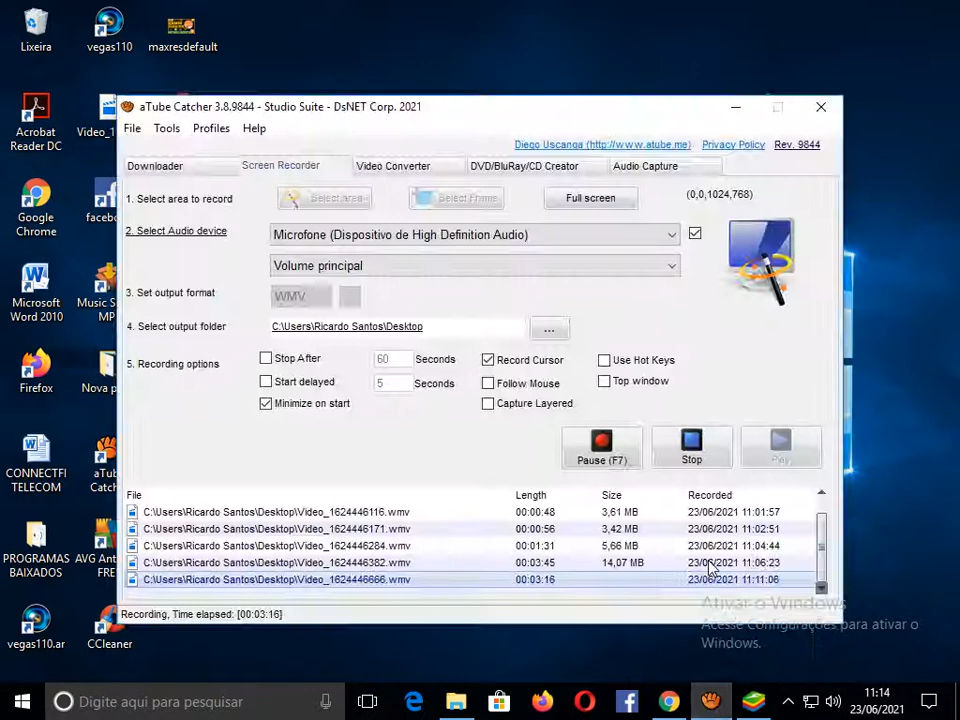 Lixeira
vegas110
maxresdefault
Acrobat
Reader DC
Video_1
Google
Chrome
faceb
Microsoft
Word 2010
Music S
MP
Firefox
Nova p
CONNECTFI
TELECOM
aTu
Catch
PROGRAMAS
BAIXADOS
AVG An
FRE
vegas110.ar
CCleaner
aTube Catcher 3.8.9844 - Studio Suite - DsNET Corp. 2021
File Tools Profiles Help
Diego Uscanga (http://www.atube.me) Privacy Policy Rev. 9844
Downloader Screen Recorder Video Converter DVD/BluRay/CD Creator Audio Capture
1. Select area to record Select area Select Frame Full screen (0,0,1024,768)
2. Select Audio device Microfone (Dispositivo de High Definition Audio)
Volume principal
3. Set output format WMV
4. Select output folder C:\Users\Ricardo Santos\Desktop ...
5. Recording options Stop After 60 Seconds Record Cursor Use Hot Keys
Start delayed 5 Seconds Follow Mouse Top window
Minimize on start Capture Layered
Pause (F7) Stop Play
File Length Size Recorded
C:\Users\Ricardo Santos\Desktop\Video_1624446116.wmv 00:00:48 3,61 MB 23/06/2021 11:01:57
C:\Users\Ricardo Santos\Desktop\Video_1624446171.wmv 00:00:56 3,42 MB 23/06/2021 11:02:51
C:\Users\Ricardo Santos\Desktop\Video_1624446284.wmv 00:01:31 5,66 MB 23/06/2021 11:04:44
C:\Users\Ricardo Santos\Desktop\Video_1624446382.wmv 00:03:45 14,07 MB 23/06/2021 11:06:23
C:\Users\Ricardo Santos\Desktop\Video_1624446666.wmv 00:03:16 23/06/2021 11:11:06
Recording, Time elapsed: [00:03:16]
Ativar o Windows
Acesse Configurações para ativar o
Windows.
Digite aqui para pesquisar
11:14
23/06/2021